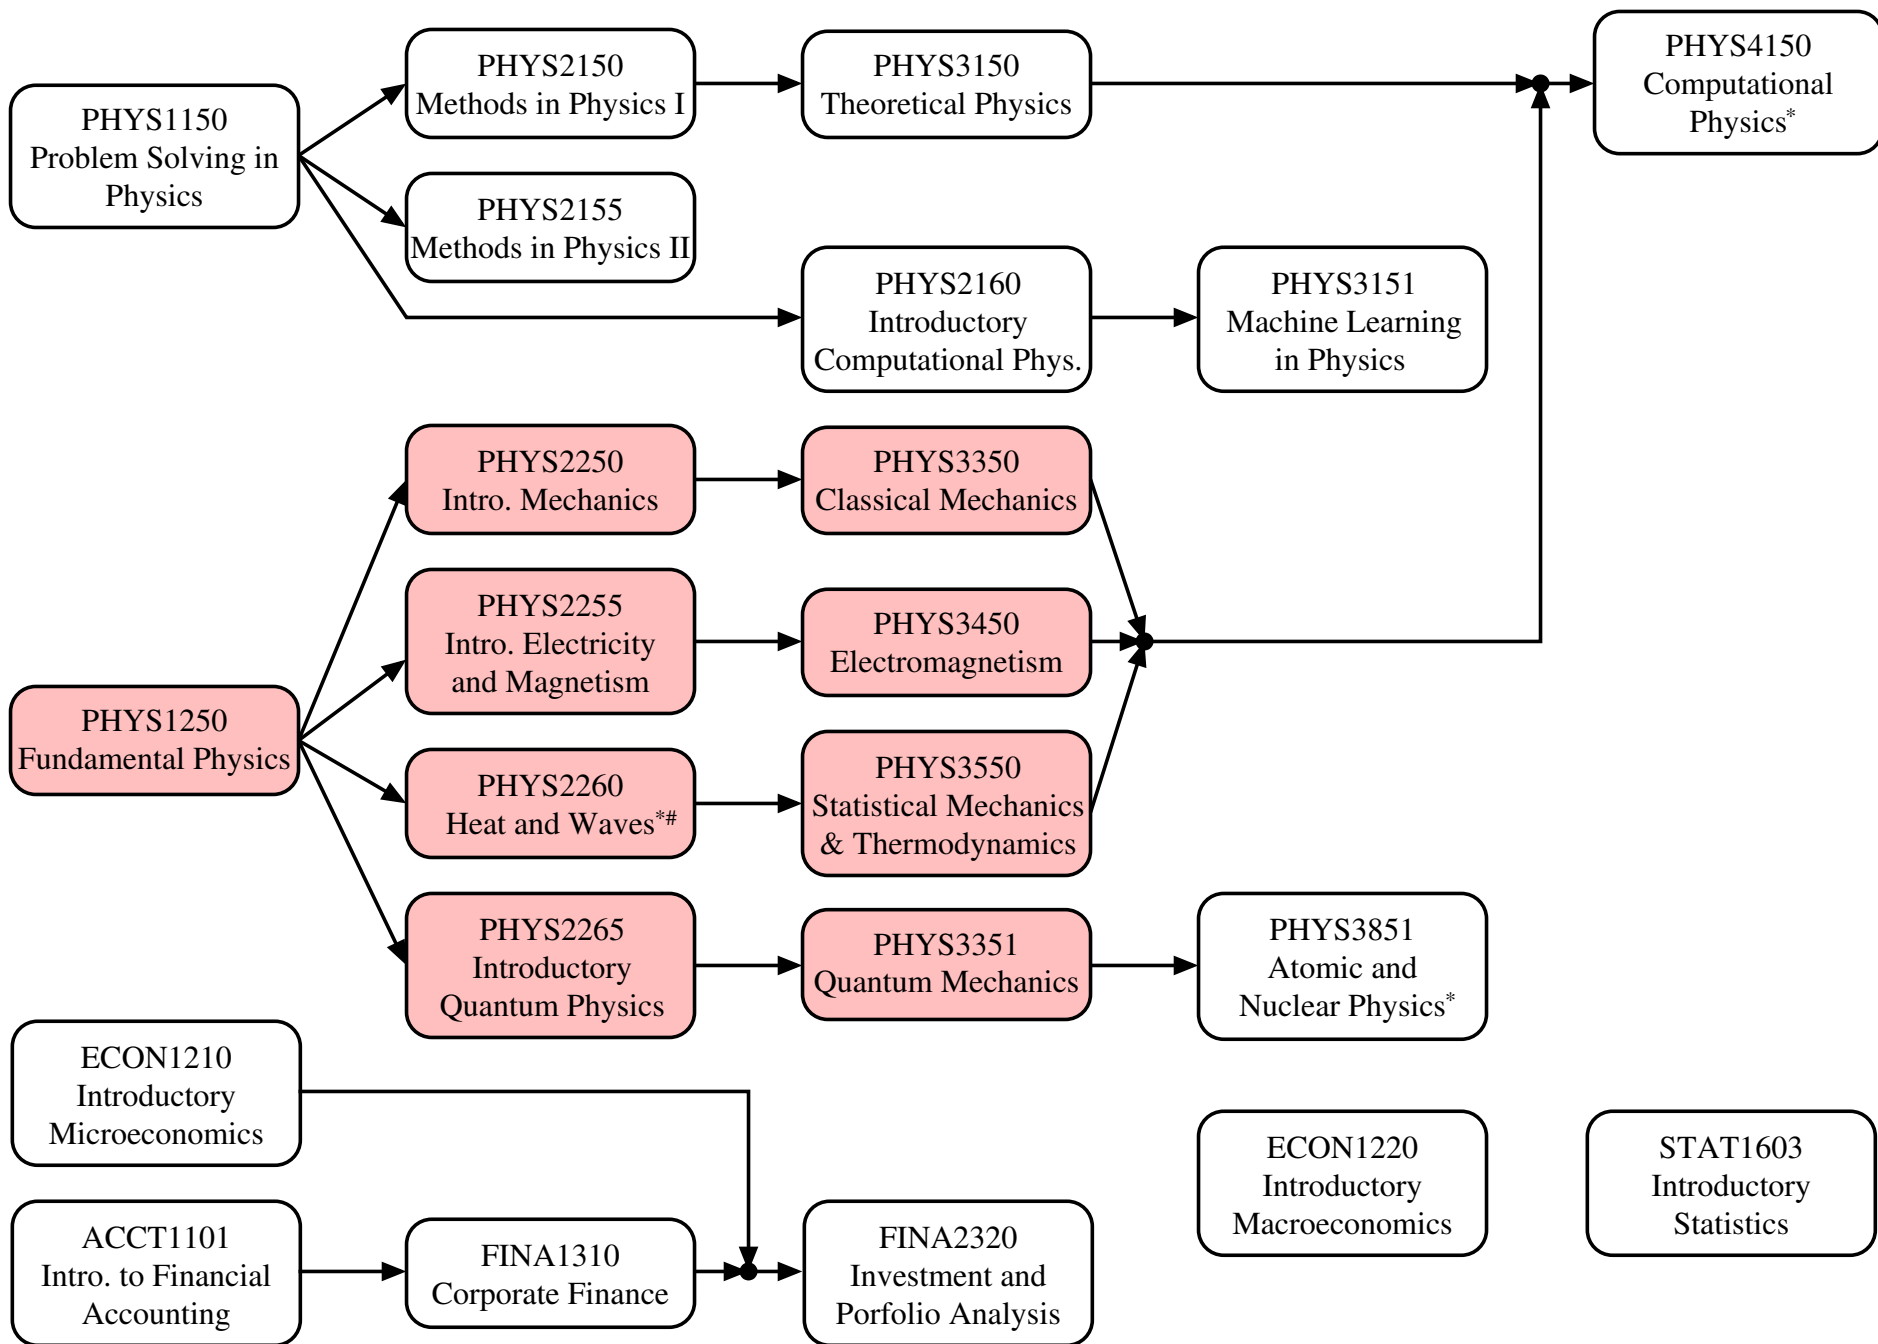 PHYS1150
Problem Solving in
Physics
PHYS2150
Methods in Physics I
PHYS3150
Theoretical Physics
PHYS4150
Computational
Physics*
PHYS2155
Methods in Physics II
PHYS2160
Introductory
Computational Phys.
PHYS3151
Machine Learning
in Physics
PHYS2250
Intro. Mechanics
PHYS3350
Classical Mechanics
PHYS2255
Intro. Electricity
and Magnetism
PHYS3450
Electromagnetism
PHYS1250
Fundamental Physics
PHYS2260
Heat and Waves*#
PHYS3550
Statistical Mechanics
& Thermodynamics
PHYS2265
Introductory
Quantum Physics
PHYS3351
Quantum Mechanics
PHYS3851
Atomic and
Nuclear Physics*
ECON1210
Introductory
Microeconomics
ECON1220
Introductory
Macroeconomics
STAT1603
Introductory
Statistics
ACCT1101
Intro. to Financial
Accounting
FINA1310
Corporate Finance
FINA2320
Investment and
Porfolio Analysis